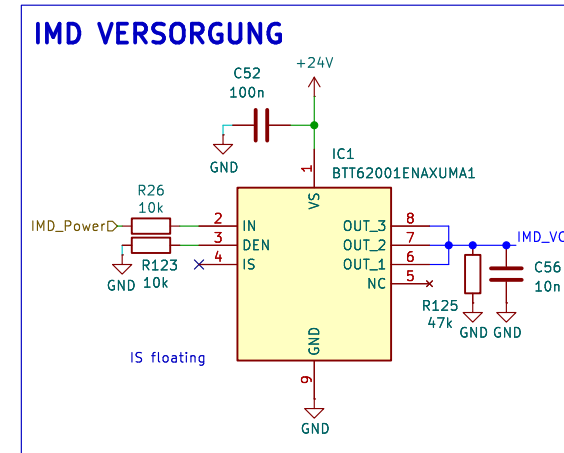 IMD VERSORGUNG
+24V
C52
100n
GND
IC1
BTT62001ENAXUMA1
1
VS
R26
10k
IMD_Power
2
IN
OUT_3
8
3
DEN
OUT_2
7
IMD_VC
4
IS
OUT_1
6
NC
5
GND
R123
10k
C56
10n
R125
47k
GND
GND
IS floating
GND
9
GND